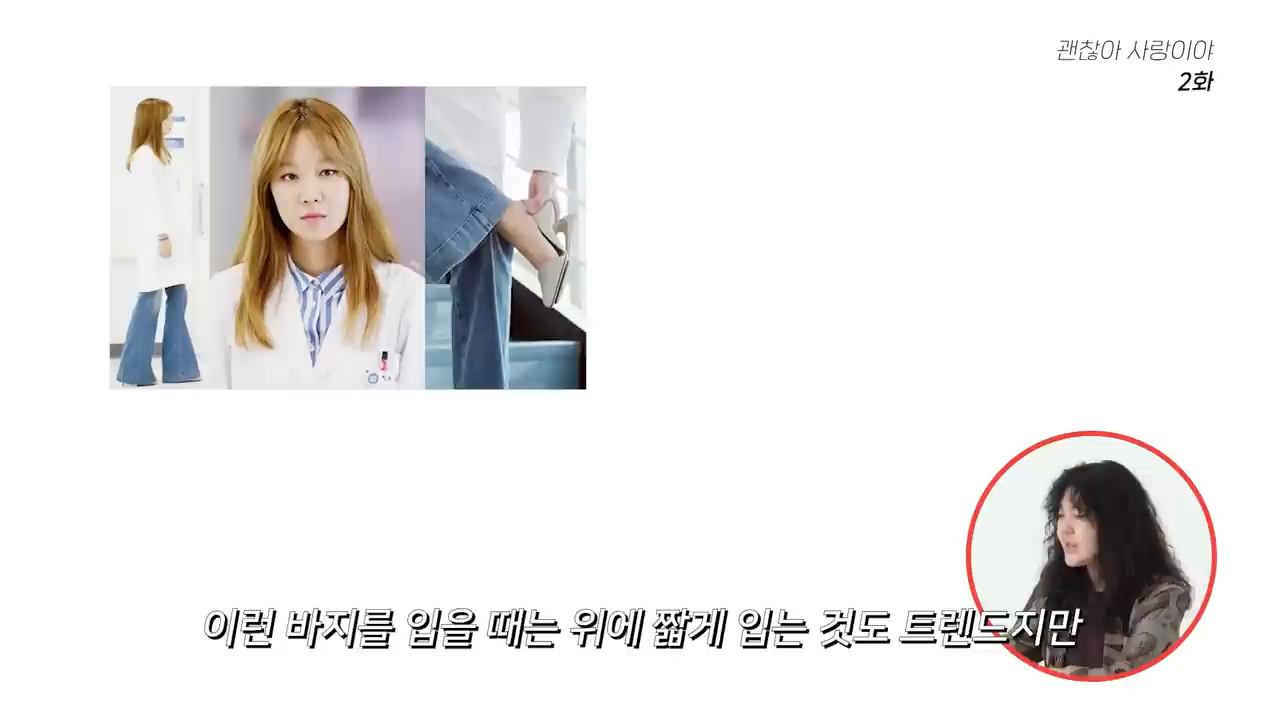 괜찮아 사랑이야
2화
이런 바지를 입을 때는 위에 짧게 입는 것도 트렌드지만